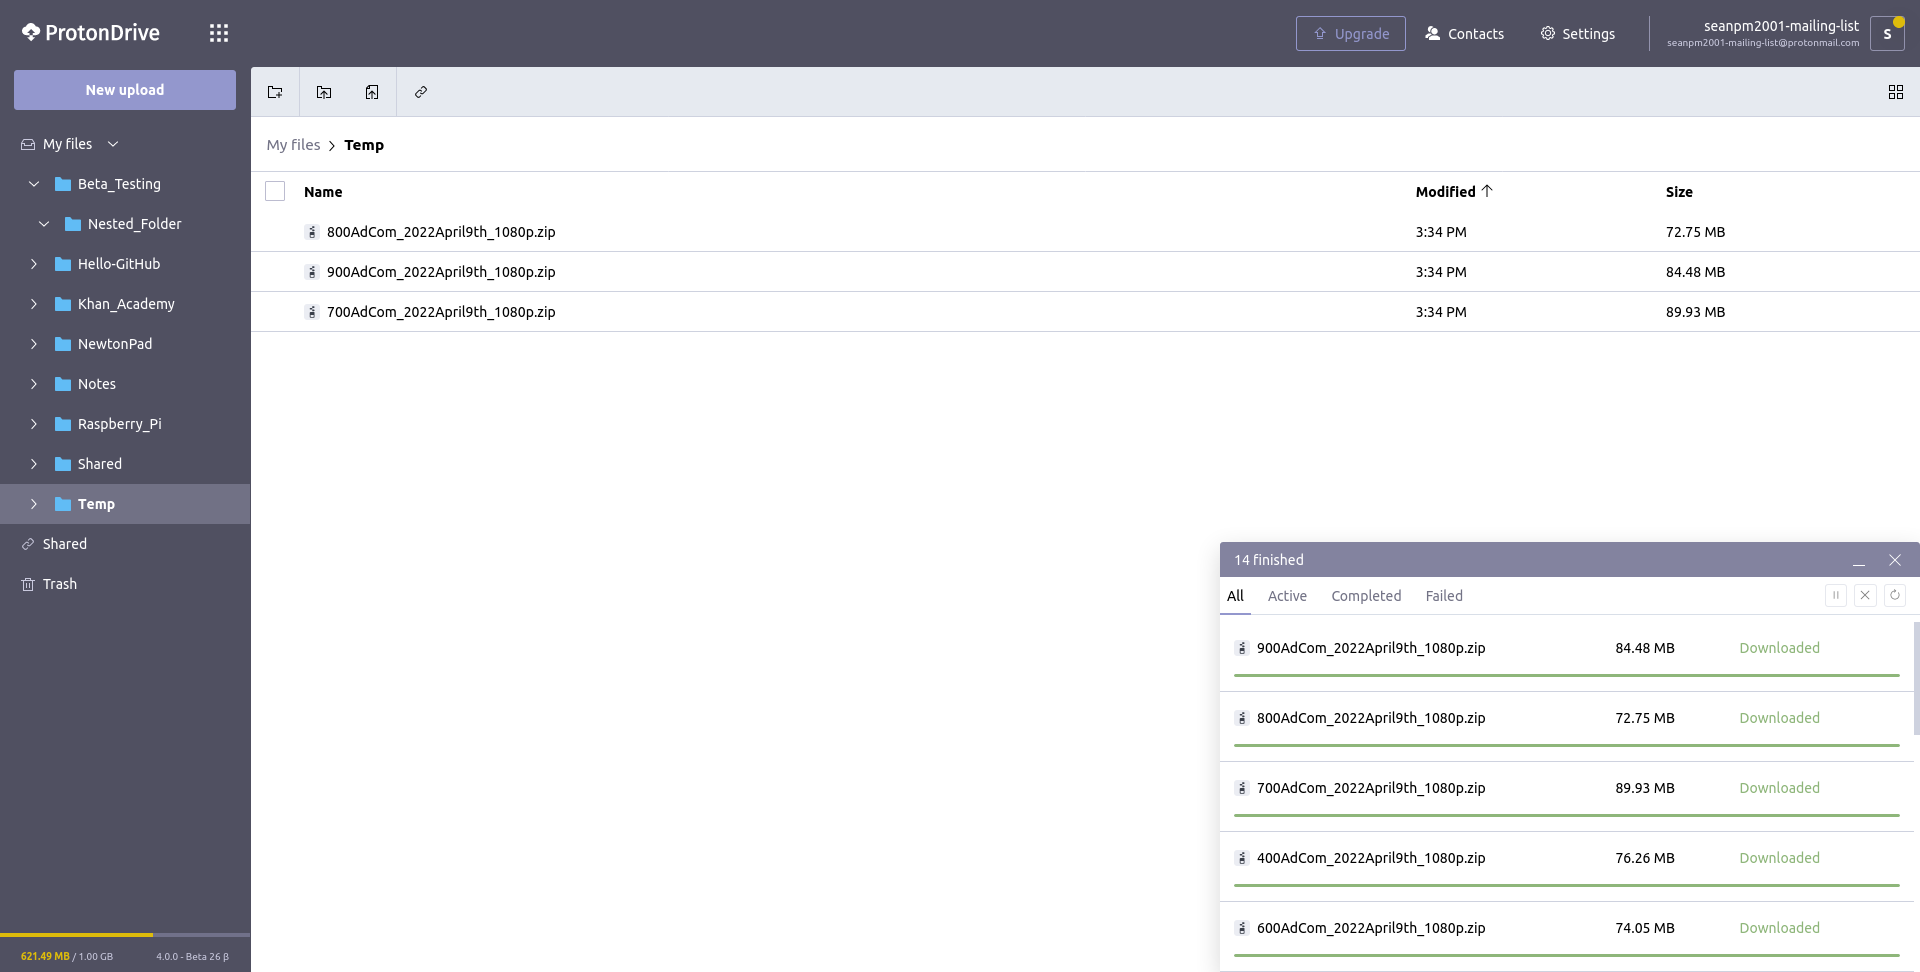 ProtonDrive
Upgrade
Contacts
Settings
seanpm2001-mailing-list
seanpm2001-mailing-list@protonmail.com
S
New upload
My files
Beta_Testing
Nested_Folder
Hello-GitHub
Khan_Academy
NewtonPad
Notes
Raspberry_Pi
Shared
Temp
Shared
Trash
621.49 MB / 1.00 GB
4.0.0 - Beta 26 β
My files > Temp
Name Modified Size
800AdCom_2022April9th_1080p.zip 3:34 PM 72.75 MB
900AdCom_2022April9th_1080p.zip 3:34 PM 84.48 MB
700AdCom_2022April9th_1080p.zip 3:34 PM 89.93 MB
14 finished
All Active Completed Failed
900AdCom_2022April9th_1080p.zip 84.48 MB Downloaded
800AdCom_2022April9th_1080p.zip 72.75 MB Downloaded
700AdCom_2022April9th_1080p.zip 89.93 MB Downloaded
400AdCom_2022April9th_1080p.zip 76.26 MB Downloaded
600AdCom_2022April9th_1080p.zip 74.05 MB Downloaded